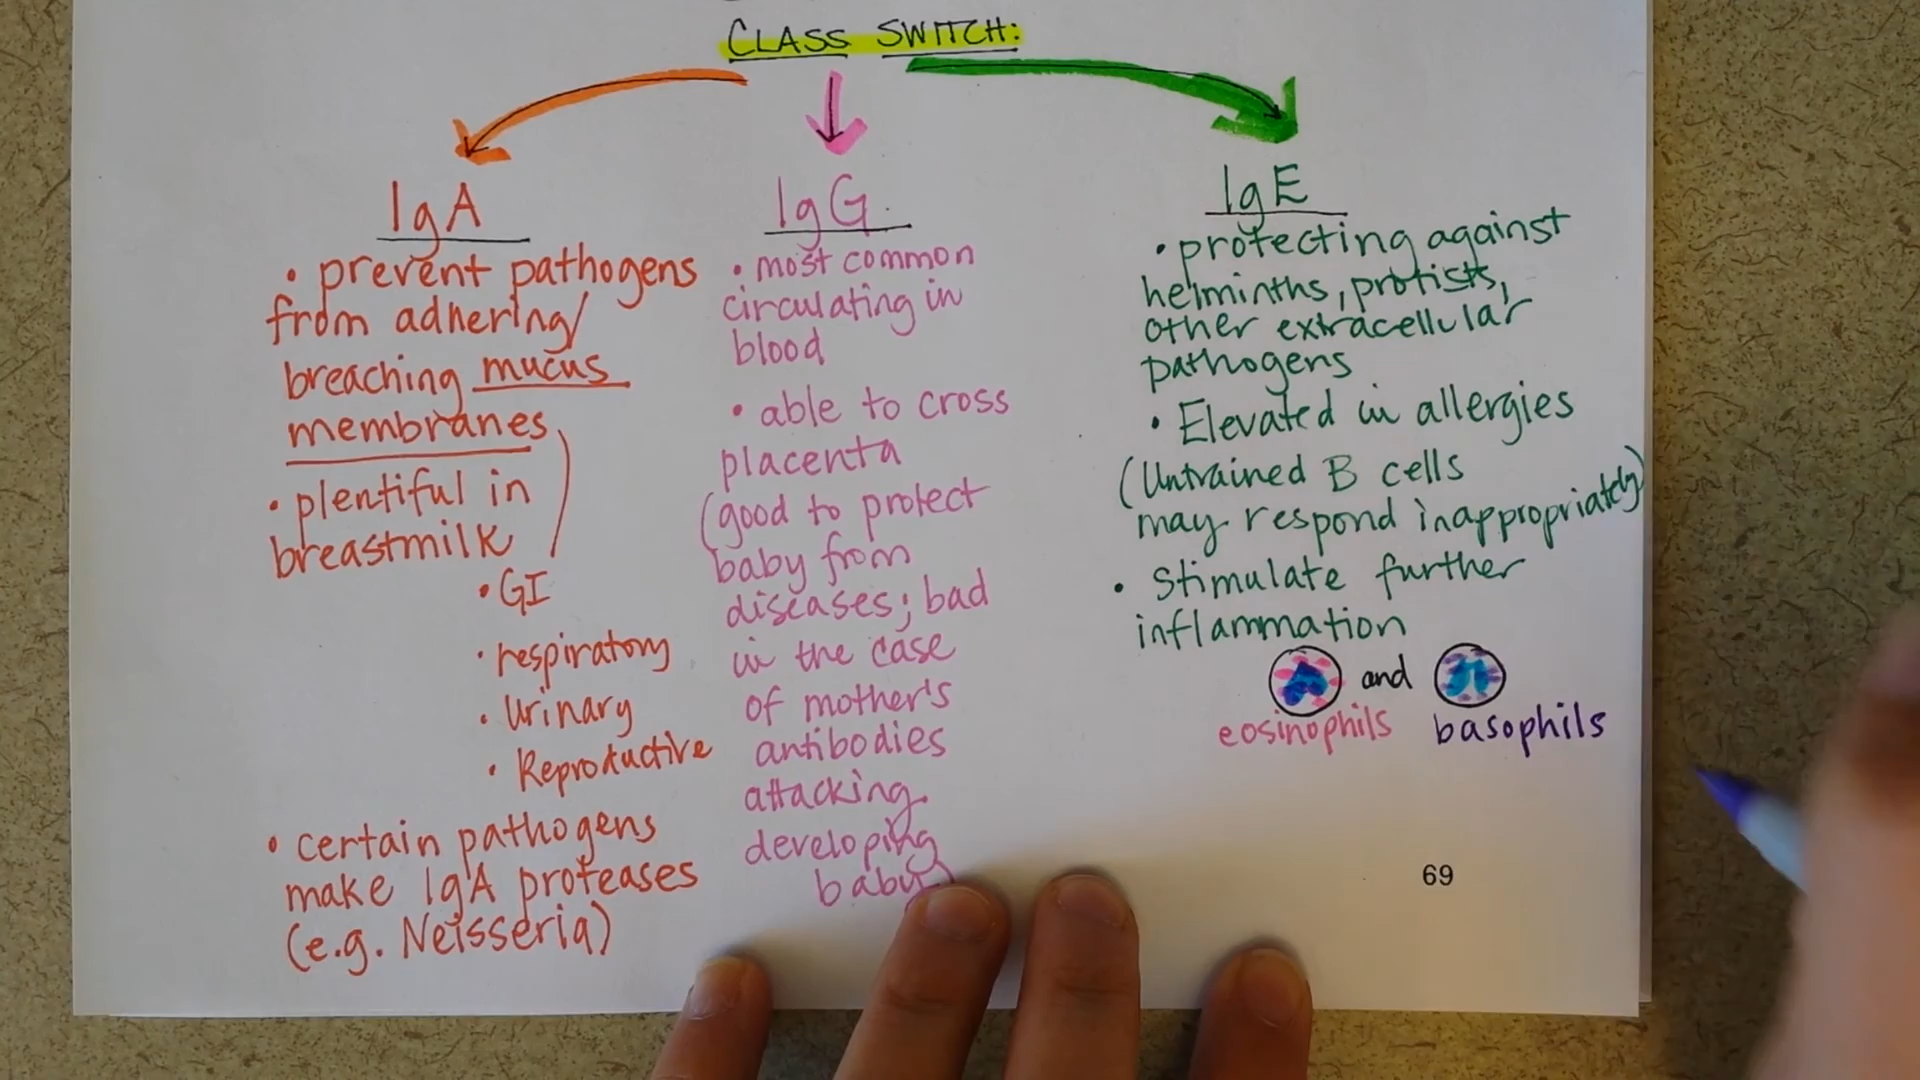 CLASS SWITCH:
IgA
• prevent pathogens
from adhering/
breaching mucus
membranes
• plentiful in
breastmilk
• GI
• respiratory
• Urinary
• Reproductive
• certain pathogens
make IgA proteases
(e.g. Neisseria)
IgG
• most common
circulating in
blood
• able to cross
placenta
(good to protect
baby from
diseases; bad
in the case
of mother's
antibodies
attacking
developing
baby)
IgE
• protecting against
helminths, protists,
other extracellular
pathogens
• Elevated in allergies
(Untrained B cells
may respond inappropriately)
• Stimulate further
inflammation
and
eosinophils basophils
69